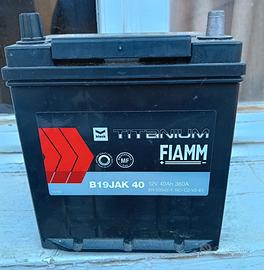 TITANIUM
FIAMM
MF
B19JAK 40
12V 40Ah 360A